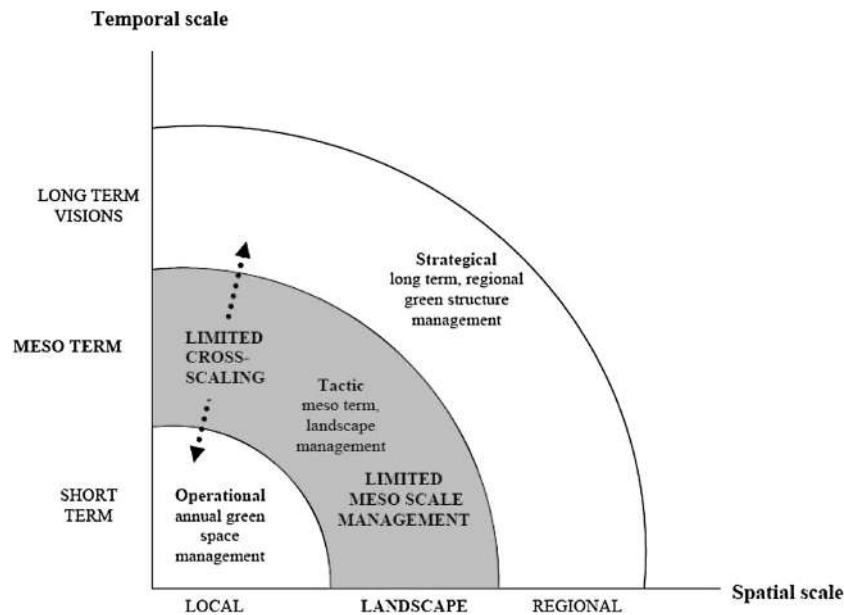 Temporal scale
LONG TERM
VISIONS
Strategical
long term, regional
green structure
management
MESO TERM
LIMITED
CROSS-
SCALING
Tactic
meso term,
landscape
management
LIMITED
MESO SCALE
MANAGEMENT
SHORT
TERM
Operational
annual green
space
management
LOCAL
LANDSCAPE
REGIONAL
Spatial scale